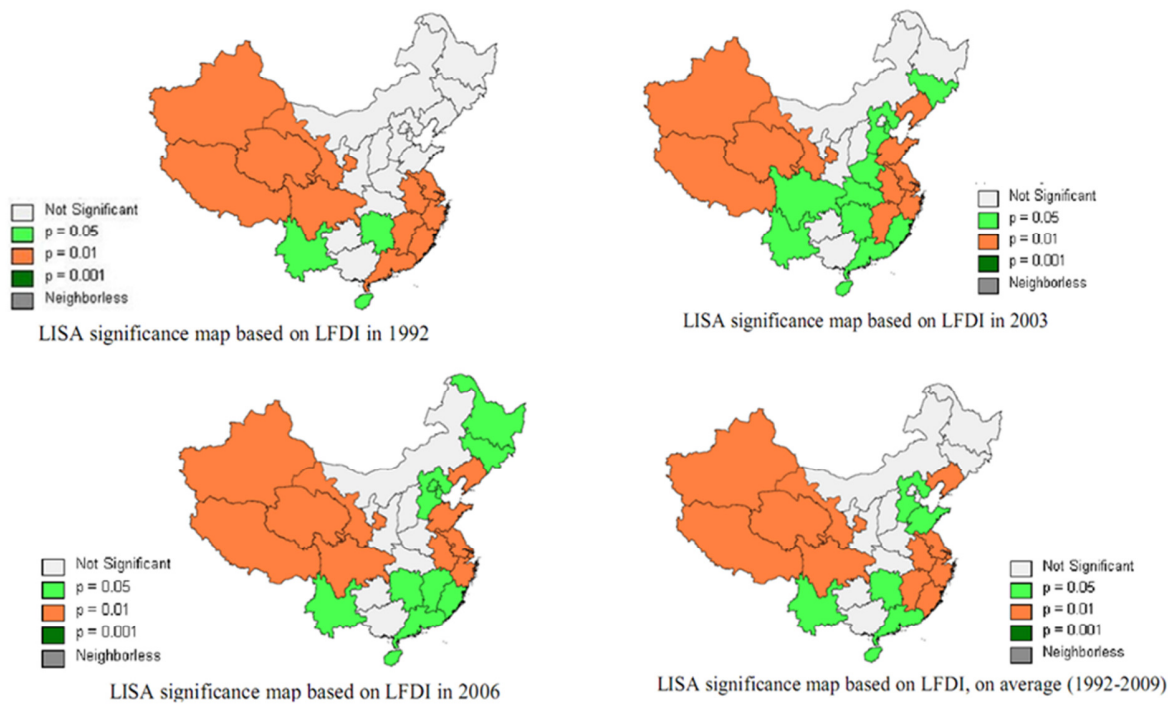 Not Significant
p = 0.05
p = 0.01
p = 0.001
Neighborless
LISA significance map based on LFDI in 1992
Not Significant
p = 0.05
p = 0.01
p = 0.001
Neighborless
LISA significance map based on LFDI in 2003
Not Significant
p = 0.05
p = 0.01
p = 0.001
Neighborless
LISA significance map based on LFDI in 2006
Not Significant
p = 0.05
p = 0.01
p = 0.001
Neighborless
LISA significance map based on LFDI, on average (1992-2009)